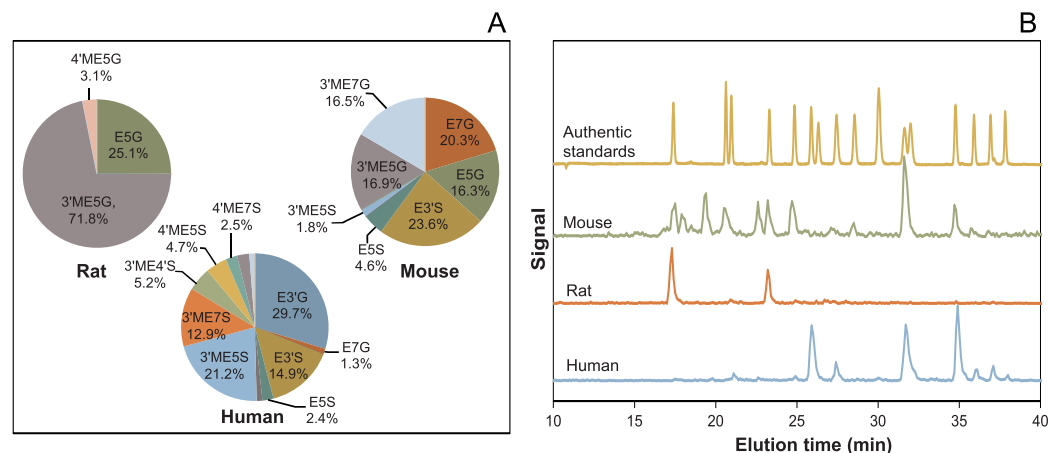 A
4'ME5G
3.1%
E5G
25.1%
3'ME5G,
71.8%
Rat
3'ME7G
16.5%
E7G
20.3%
3'ME5G
16.9%
E5G
16.3%
3'ME5S
1.8%
E3'S
23.6%
E5S
4.6%
Mouse
4'ME7S
2.5%
4'ME5S
4.7%
3'ME4'S
5.2%
E3'G
29.7%
3'ME7S
12.9%
E7G
1.3%
3'ME5S
21.2%
E3'S
14.9%
E5S
2.4%
Human
B
Signal
Authentic
standards
Mouse
Rat
Human
10 15 20 25 30 35 40
Elution time (min)